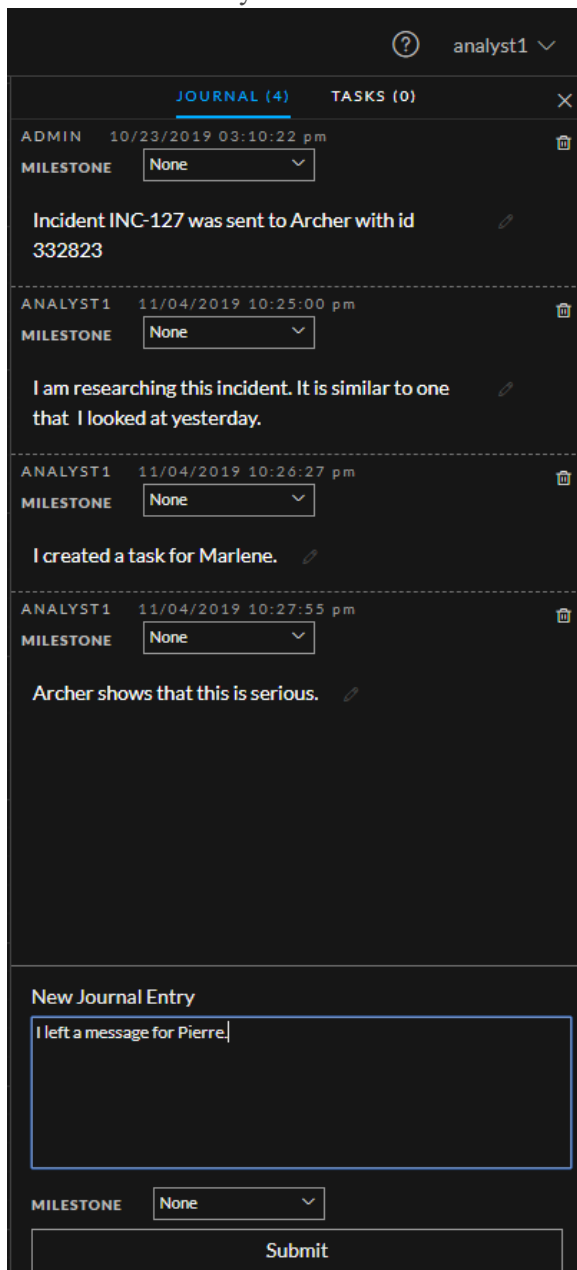 analyst1
JOURNAL (4) TASKS (0)
ADMIN 10/23/2019 03:10:22 pm
MILESTONE None
Incident INC-127 was sent to Archer with id
332823
ANALYST1 11/04/2019 10:25:00 pm
MILESTONE None
I am researching this incident. It is similar to one
that I looked at yesterday.
ANALYST1 11/04/2019 10:26:27 pm
MILESTONE None
I created a task for Marlene.
ANALYST1 11/04/2019 10:27:55 pm
MILESTONE None
Archer shows that this is serious.
New Journal Entry
I left a message for Pierre.
MILESTONE None
Submit